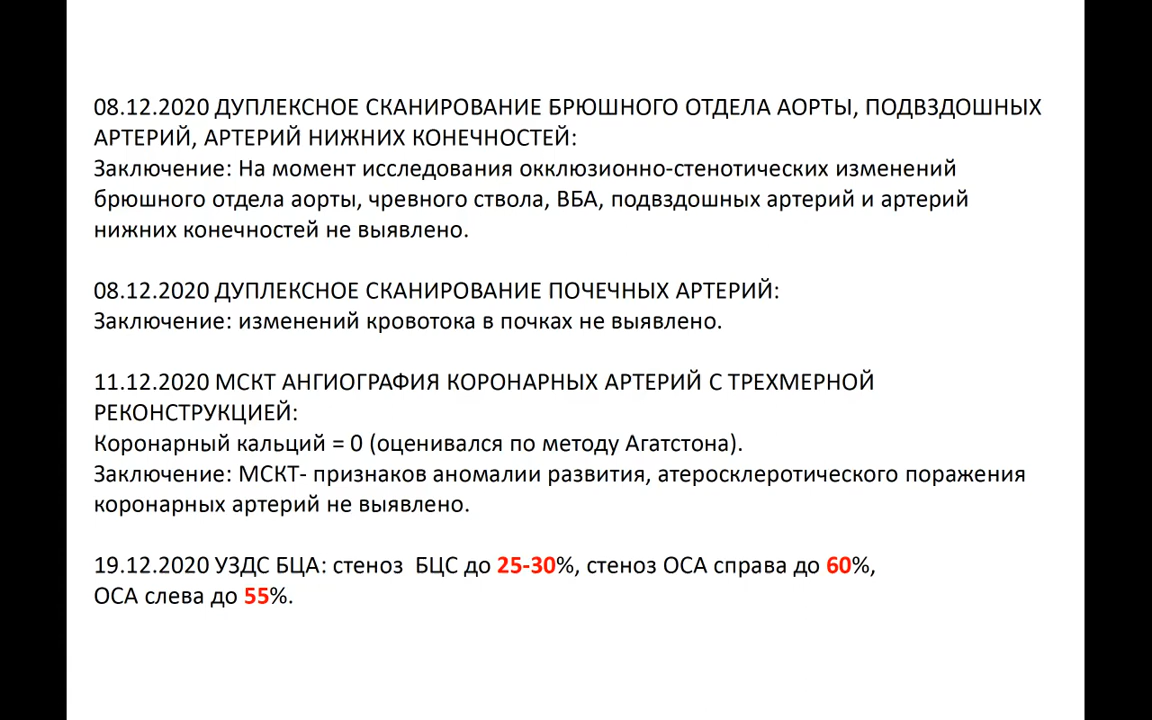 08.12.2020 ДУПЛЕКСНОЕ СКАНИРОВАНИЕ БРЮШНОГО ОТДЕЛА АОРТЫ, ПОДВЗДОШНЫХ
АРТЕРИЙ, АРТЕРИЙ НИЖНИХ КОНЕЧНОСТЕЙ:
Заключение: На момент исследования окклюзионно-стенотических изменений
брюшного отдела аорты, чревного ствола, ВБА, подвздошных артерий и артерий
нижних конечностей не выявлено.
08.12.2020 ДУПЛЕКСНОЕ СКАНИРОВАНИЕ ПОЧЕЧНЫХ АРТЕРИЙ:
Заключение: изменений кровотока в почках не выявлено.
11.12.2020 МСКТ АНГИОГРАФИЯ КОРОНАРНЫХ АРТЕРИЙ С ТРЕХМЕРНОЙ
РЕКОНСТРУКЦИЕЙ:
Коронарный кальций = 0 (оценивался по методу Агатстона).
Заключение: МСКТ- признаков аномалии развития, атеросклеротического поражения
коронарных артерий не выявлено.
19.12.2020 УЗДС БЦА: стеноз  БЦС до 25-30%, стеноз ОСА справа до 60%,
ОСА слева до 55%.